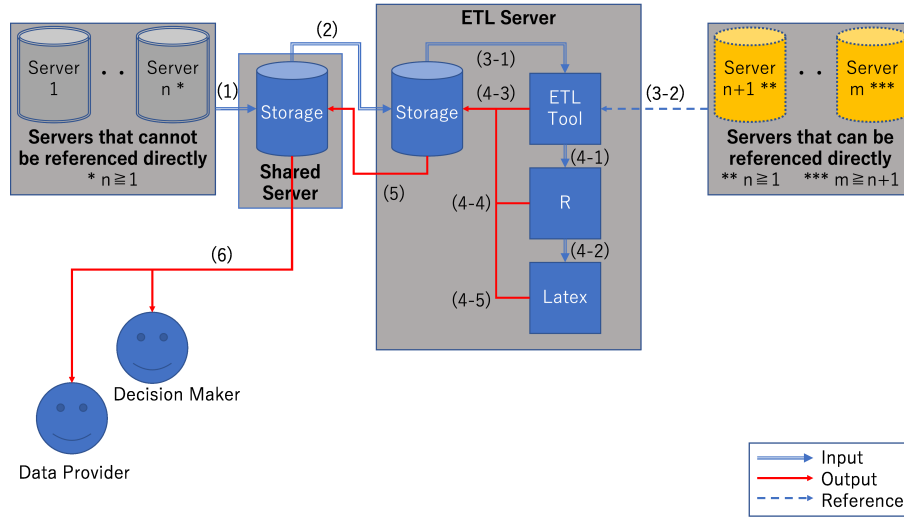 ETL Server
(2)
Server
1
. .
Server
n *
(1)
Storage
Storage
(3-1)
(4-3)
ETL
Tool
(3-2)
Server
n+1 **
. .
Server
m ***
Servers that cannot
be referenced directly
* n≧1
Shared
Server
(5)
(4-1)
(4-4)
R
(4-2)
(4-5)
Latex
Servers that can be
referenced directly
** n≧1 *** m≧n+1
(6)
Decision Maker
Data Provider
Input
Output
Reference